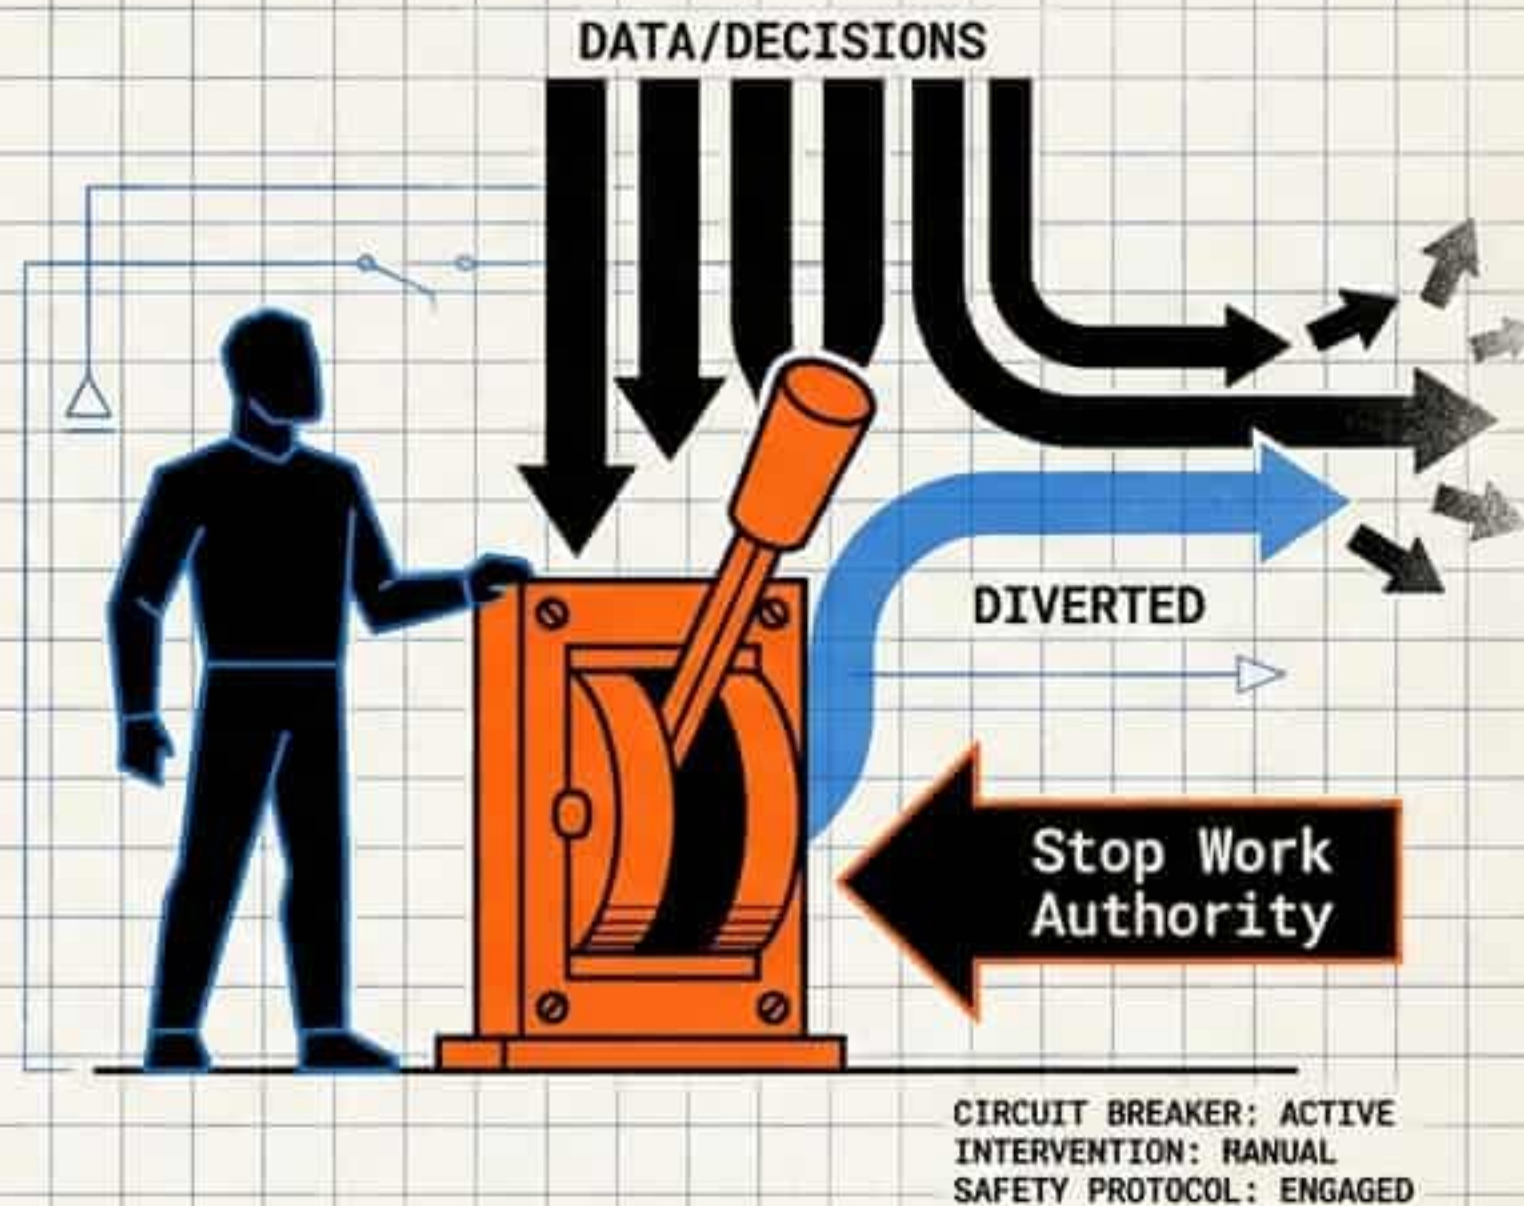 DATA/DECISIONS
DIVERTED
Stop Work
Authority
CIRCUIT BREAKER: ACTIVE
INTERVENTION: RANUAL
SAFETY PROTOCOL: ENGAGED